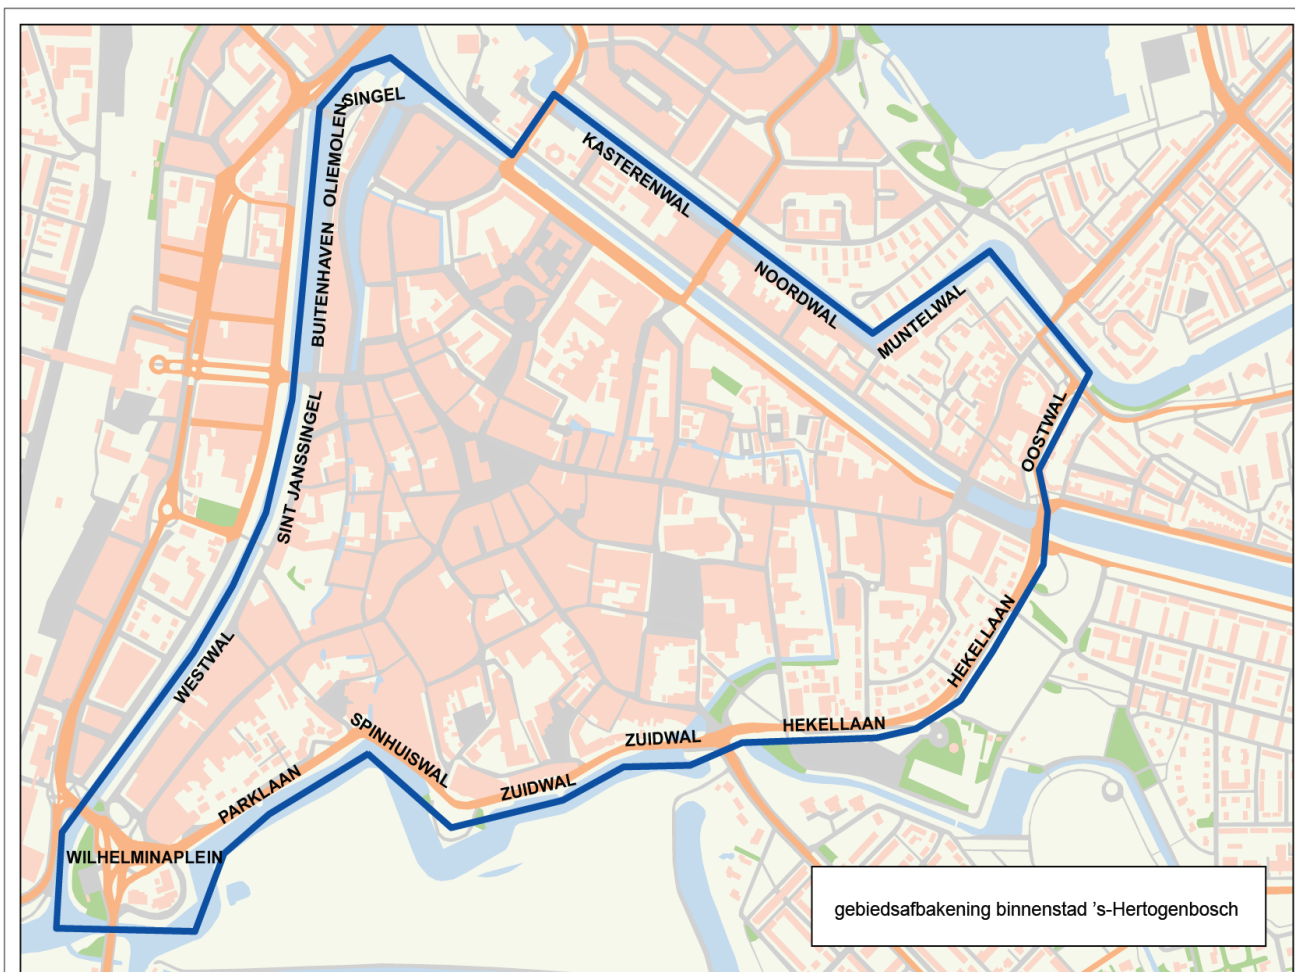 SINGEL
OLIEMOLEN
KASTERENWAL
BUITENHAVEN
NOORDWAL
MUNTELWAL
SINT JANSSINGEL
OOSTWAL
WESTWAL
HEKELLAAN
SPINHUISWAL
ZUIDWAL
HEKELLAAN
PARKLAAN
ZUIDWAL
WILHELMINAPLEIN
gebiedsafbakening binnenstad 's-Hertogenbosch